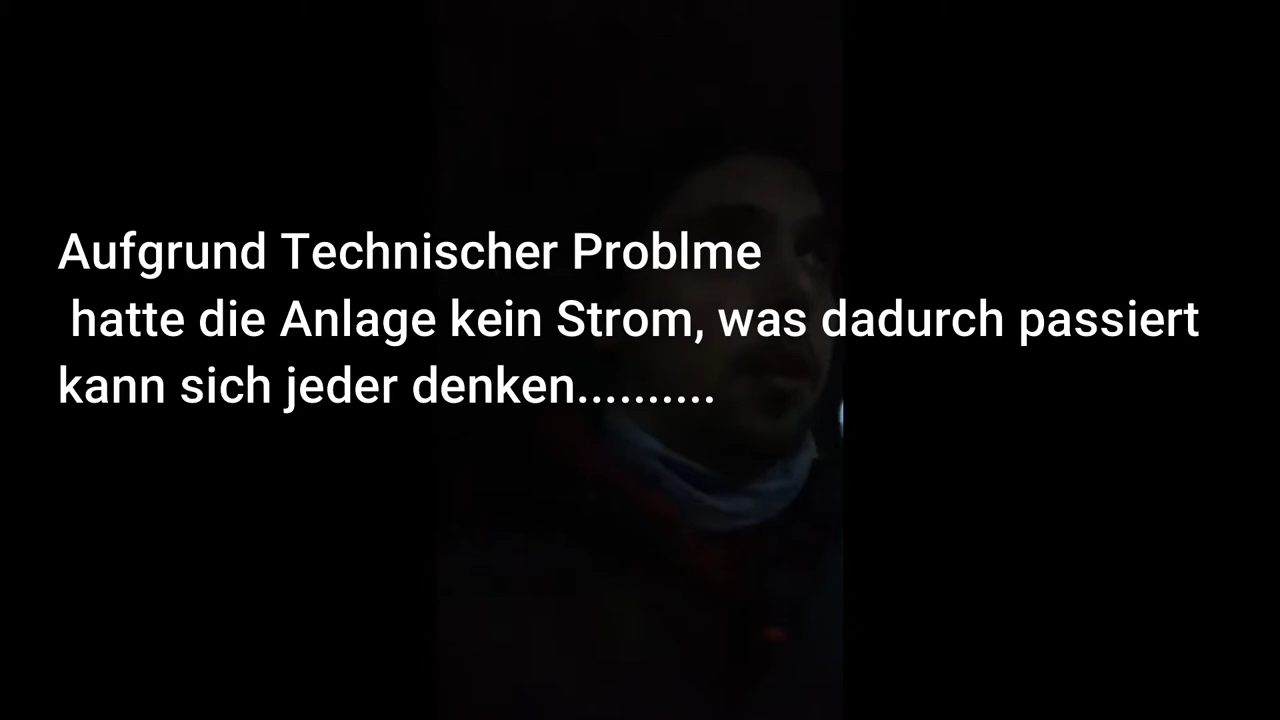 Aufgrund Technischer Problme
hatte die Anlage kein Strom, was dadurch passiert
kann sich jeder denken..........